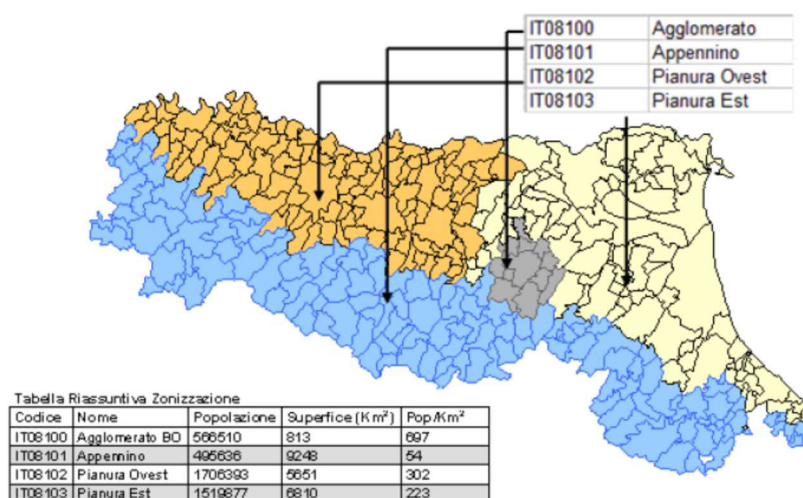 IT08100 Agglomerato
IT08101 Appennino
IT08102 Pianura Ovest
IT08103 Pianura Est
Tabella Riassuntiva Zonizzazione
Codice Nome Popolazione Superfice (Km²) Pop/Km²
IT08100 Agglomerato BO 566510 813 697
IT08101 Appennino 495636 9248 54
IT08102 Pianura Ovest 1706393 5651 302
IT08103 Pianura Est 1519877 6810 223